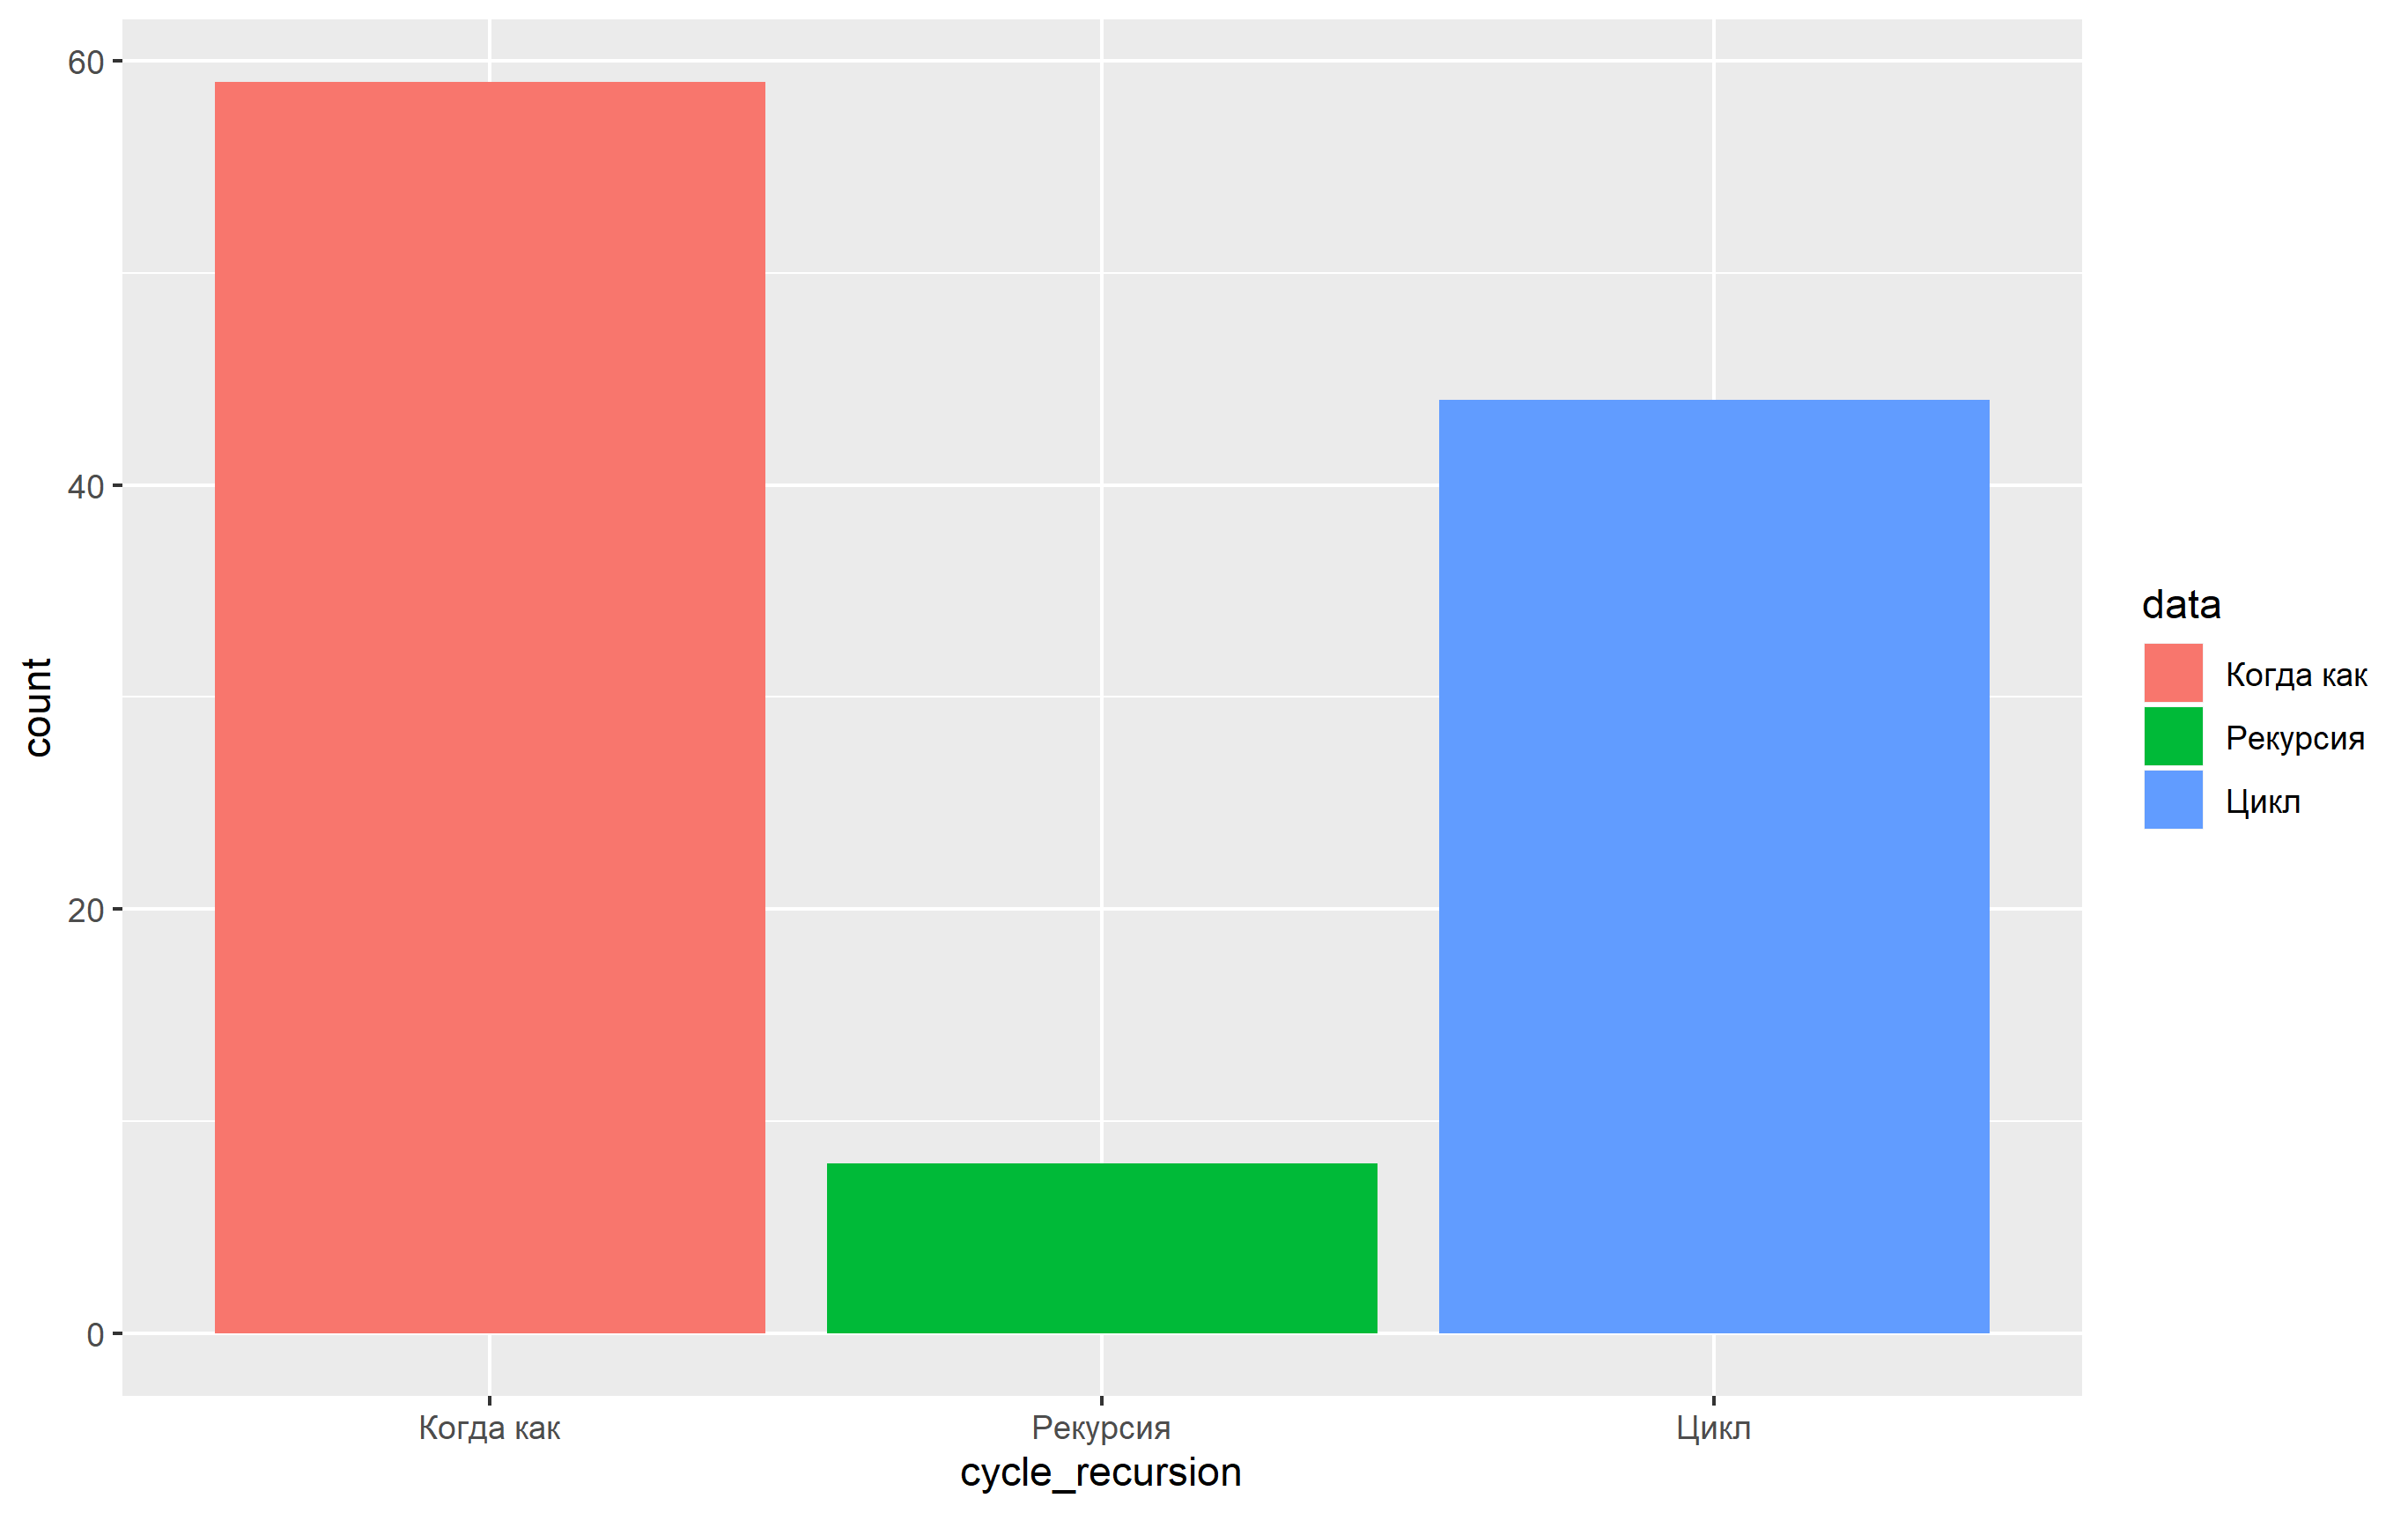 60
40
20
0
count
Когда как
Рекурсия
Цикл
cycle_recursion
data
Когда как
Рекурсия
Цикл